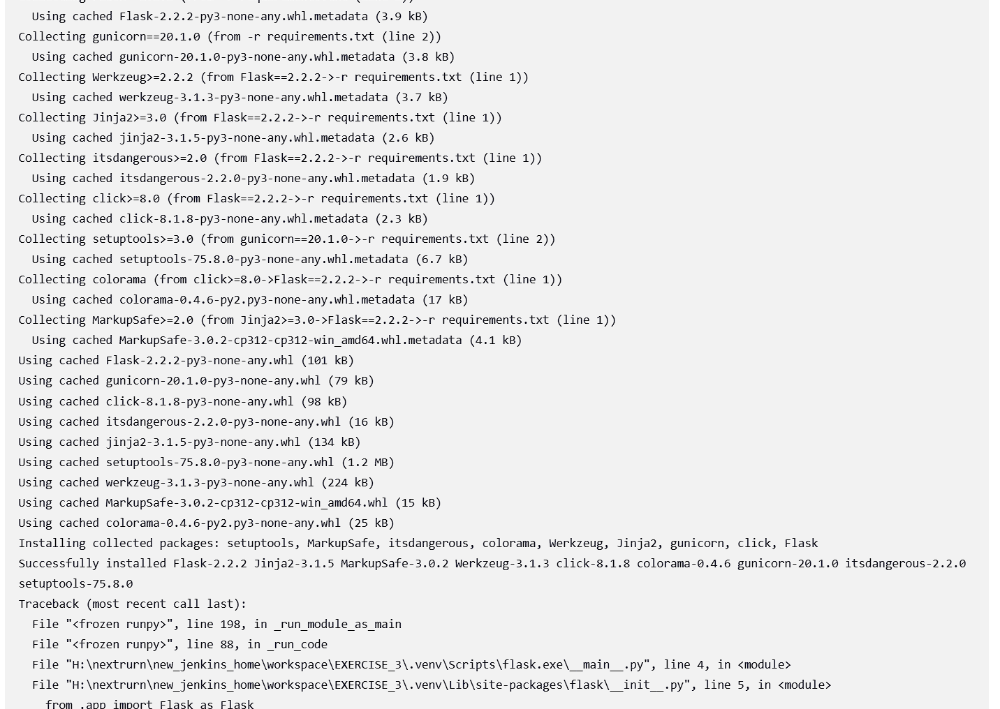 Using cached Flask-2.2.2-py3-none-any.whl.metadata (3.9 kB)
Collecting gunicorn==20.1.0 (from -r requirements.txt (line 2))
Using cached gunicorn-20.1.0-py3-none-any.whl.metadata (3.8 kB)
Collecting Werkzeug>=2.2.2 (from Flask==2.2.2->-r requirements.txt (line 1))
Using cached werkzeug-3.1.3-py3-none-any.whl.metadata (3.7 kB)
Collecting Jinja2>=3.0 (from Flask==2.2.2->-r requirements.txt (line 1))
Using cached jinja2-3.1.5-py3-none-any.whl.metadata (2.6 kB)
Collecting itsdangerous>=2.0 (from Flask==2.2.2->-r requirements.txt (line 1))
Using cached itsdangerous-2.2.0-py3-none-any.whl.metadata (1.9 kB)
Collecting click>=8.0 (from Flask==2.2.2->-r requirements.txt (line 1))
Using cached click-8.1.8-py3-none-any.whl.metadata (2.3 kB)
Collecting setuptools>=3.0 (from gunicorn==20.1.0->-r requirements.txt (line 2))
Using cached setuptools-75.8.0-py3-none-any.whl.metadata (6.7 kB)
Collecting colorama (from click>=8.0->Flask==2.2.2->-r requirements.txt (line 1))
Using cached colorama-0.4.6-py2.py3-none-any.whl.metadata (17 kB)
Collecting MarkupSafe>=2.0 (from Jinja2>=3.0->Flask==2.2.2->-r requirements.txt (line 1))
Using cached MarkupSafe-3.0.2-cp312-cp312-win_amd64.whl.metadata (4.1 kB)
Using cached Flask-2.2.2-py3-none-any.whl (101 kB)
Using cached gunicorn-20.1.0-py3-none-any.whl (79 kB)
Using cached click-8.1.8-py3-none-any.whl (98 kB)
Using cached itsdangerous-2.2.0-py3-none-any.whl (16 kB)
Using cached jinja2-3.1.5-py3-none-any.whl (134 kB)
Using cached setuptools-75.8.0-py3-none-any.whl (1.2 MB)
Using cached werkzeug-3.1.3-py3-none-any.whl (224 kB)
Using cached MarkupSafe-3.0.2-cp312-cp312-win_amd64.whl (15 kB)
Using cached colorama-0.4.6-py2.py3-none-any.whl (25 kB)
Installing collected packages: setuptools, MarkupSafe, itsdangerous, colorama, Werkzeug, Jinja2, gunicorn, click, Flask
Successfully installed Flask-2.2.2 Jinja2-3.1.5 MarkupSafe-3.0.2 Werkzeug-3.1.3 click-8.1.8 colorama-0.4.6 gunicorn-20.1.0 itsdangerous-2.2.0
setuptools-75.8.0
Traceback (most recent call last):
File "<frozen runpy>", line 198, in _run_module_as_main
File "<frozen runpy>", line 88, in _run_code
File "H:\nextrurn\new_jenkins_home\workspace\EXERCISE_3\.venv\Scripts\flask.exe\__main__.py", line 4, in <module>
File "H:\nextrurn\new_jenkins_home\workspace\EXERCISE_3\.venv\Lib\site-packages\flask\__init__.py", line 5, in <module>
from .app import Flask as Flask